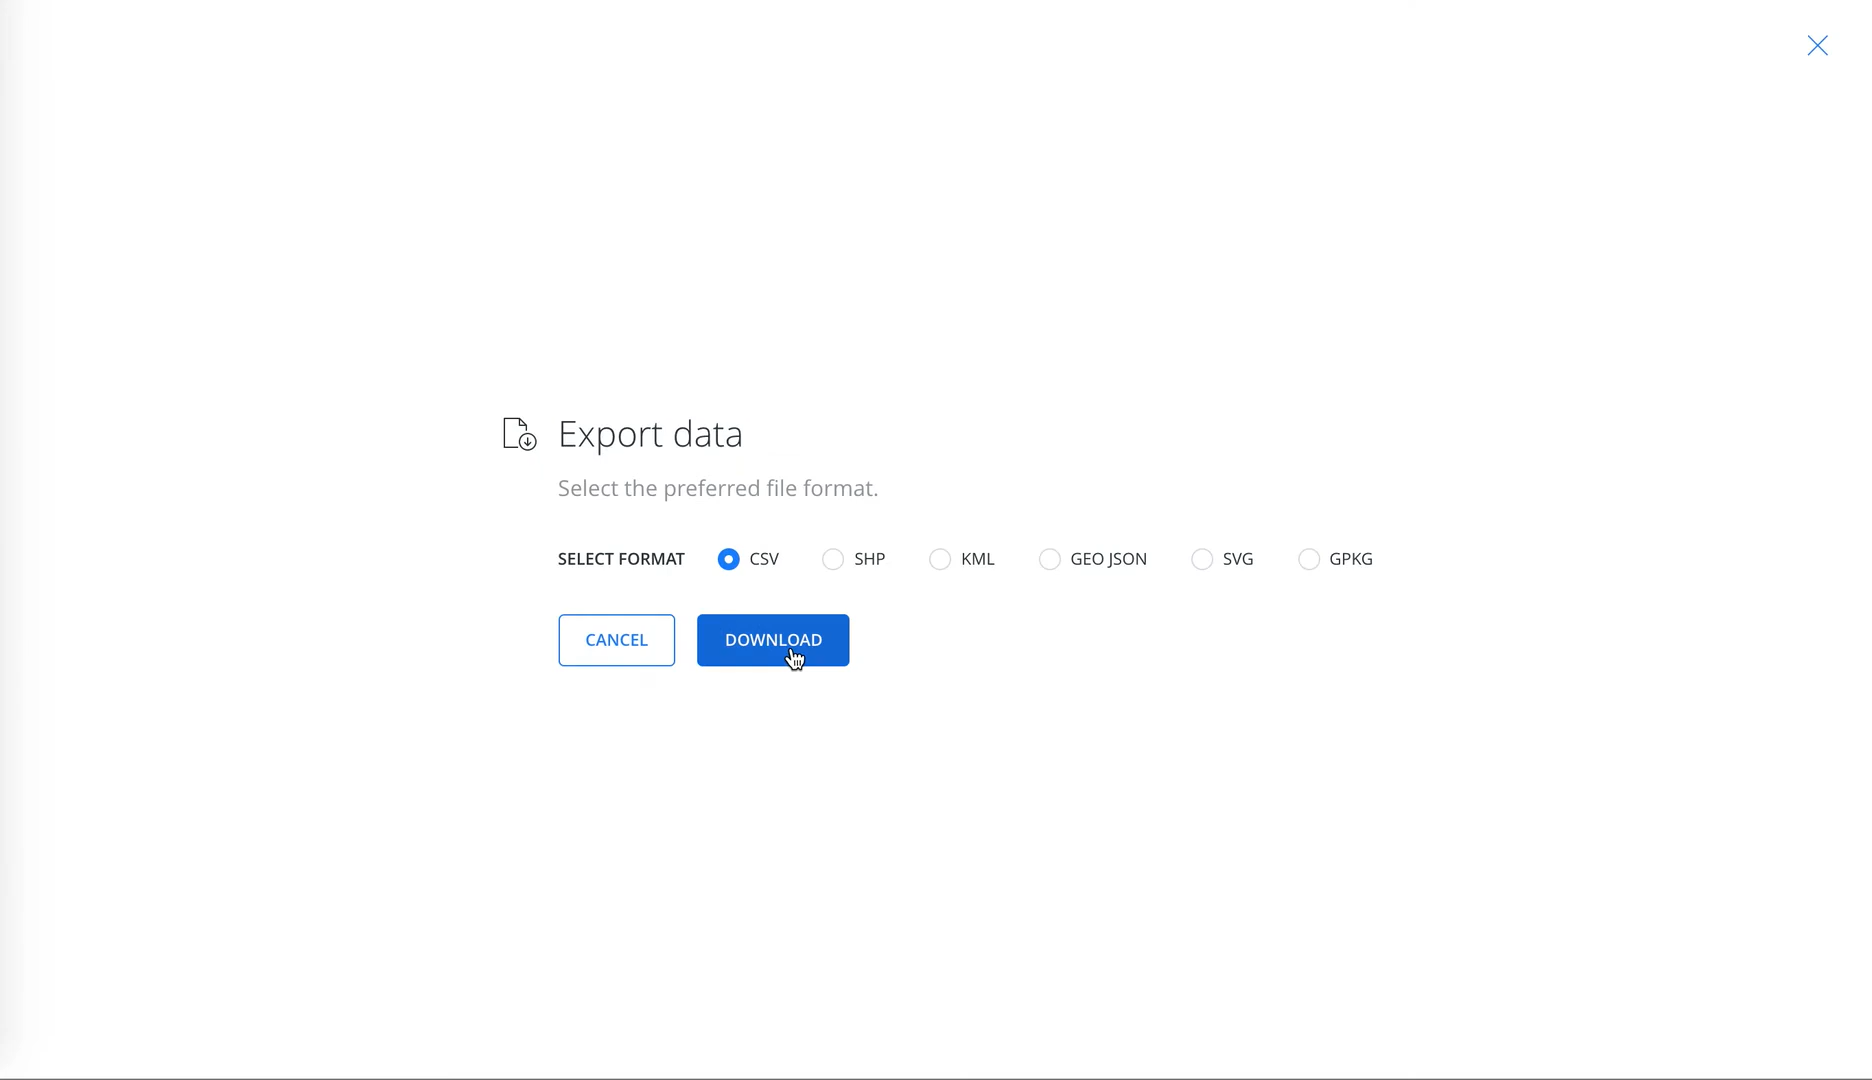 Export data
Select the preferred file format.
SELECT FORMAT CSV SHP KML GEO JSON SVG GPKG
CANCEL DOWNLOAD